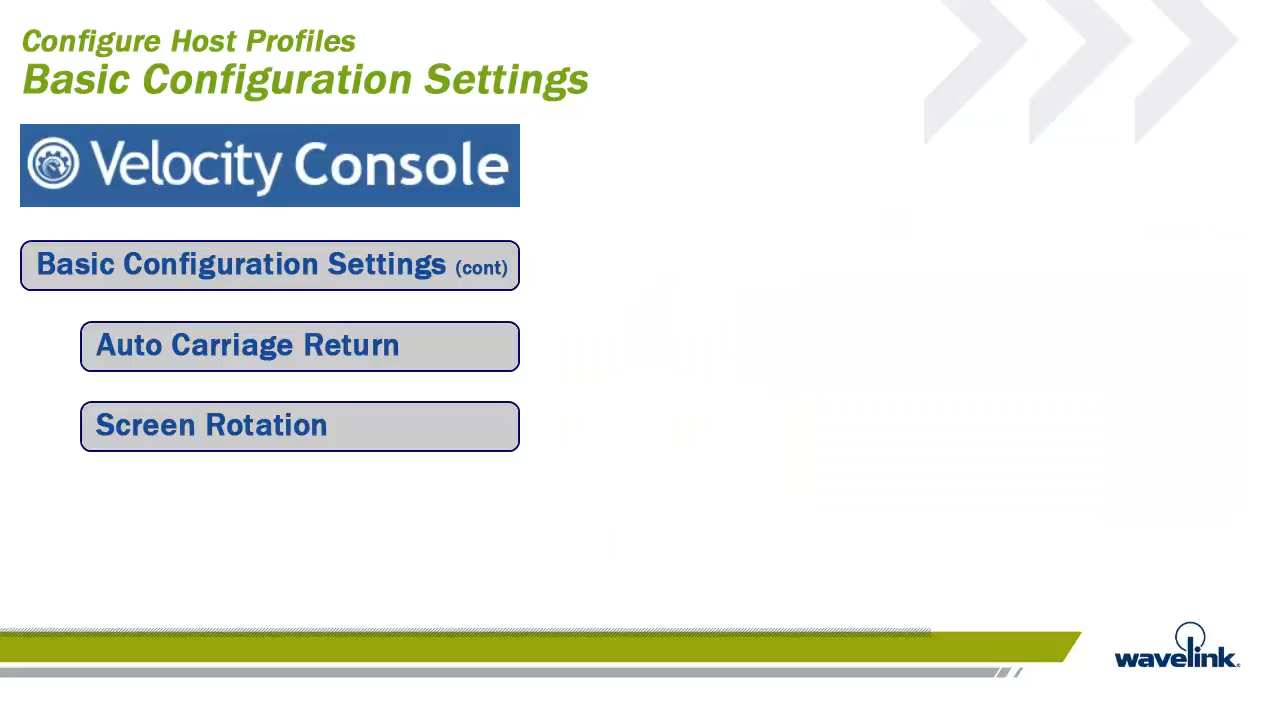 Configure Host Profiles
Basic Configuration Settings
Velocity Console
Basic Configuration Settings (cont)
Auto Carriage Return
Screen Rotation
wavelink®